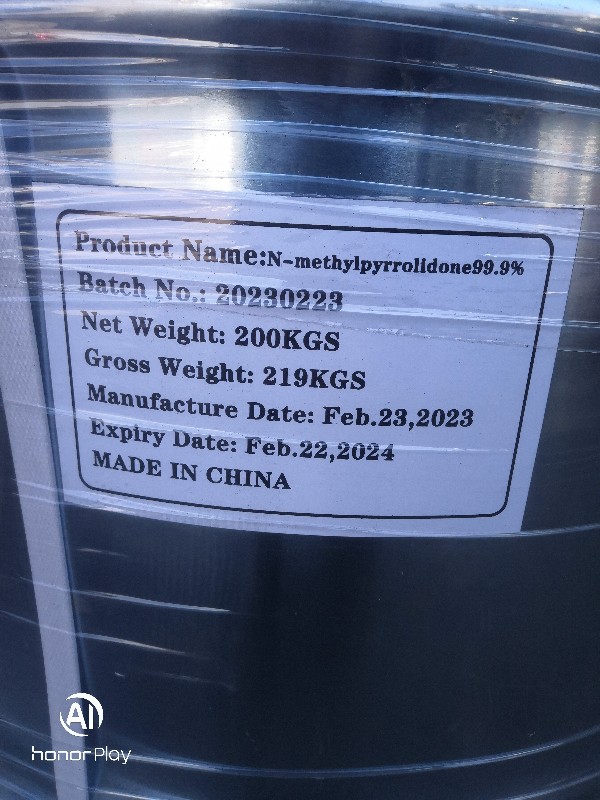 Product Name:N-methylpyrrolidone99.9%
Batch No.: 20230223
Net Weight: 200KGS
Gross Weight: 219KGS
Manufacture Date: Feb.23,2023
Expiry Date: Feb.22,2024
MADE IN CHINA
AI
honor Play